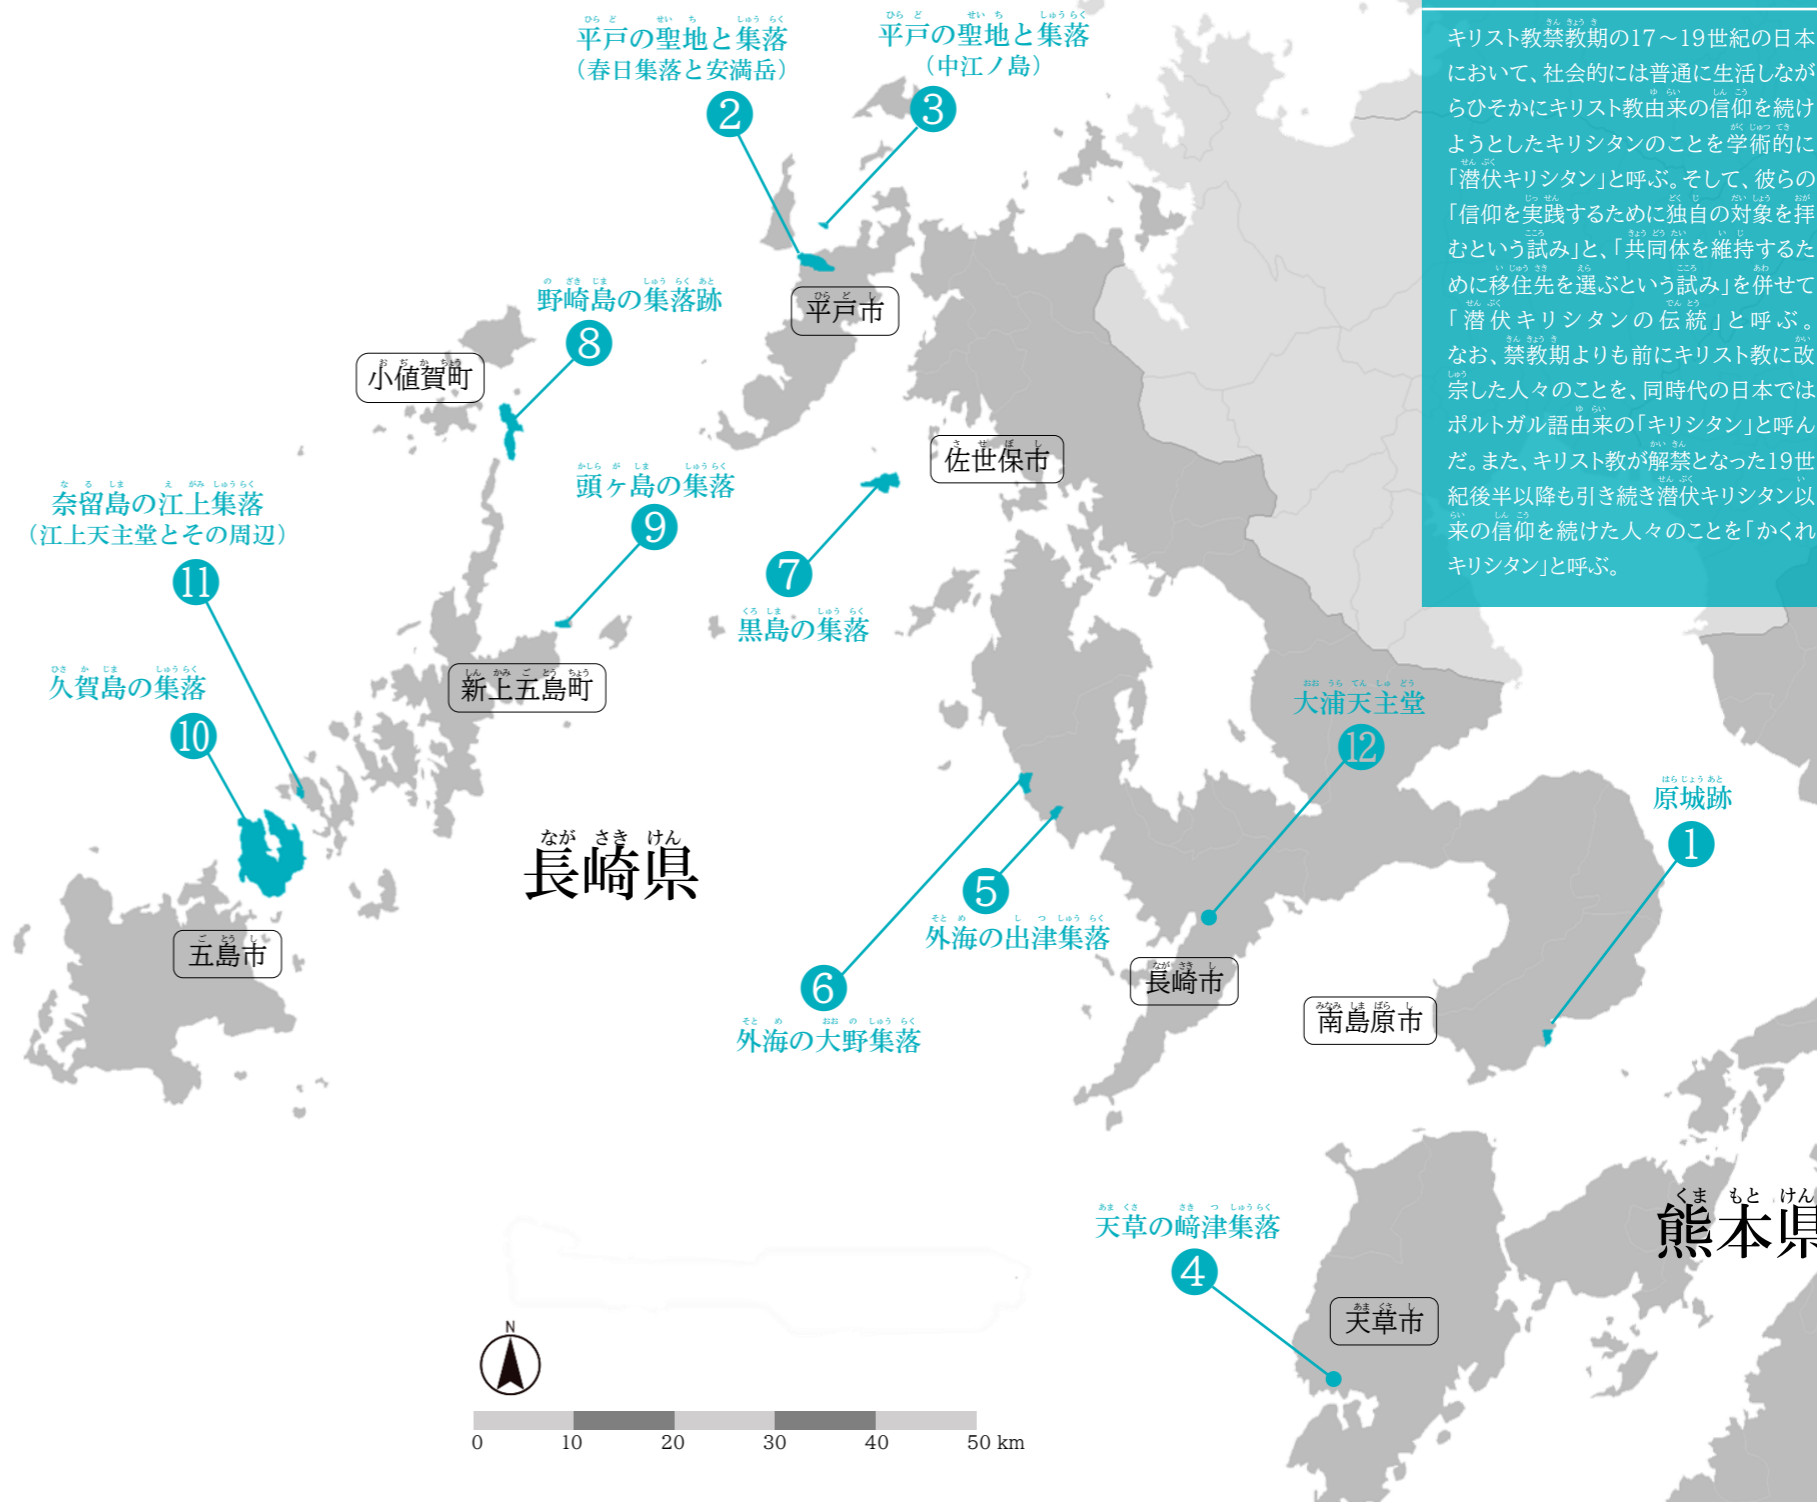 平戸の聖地と集落
（春日集落と安満岳）
2
平戸の聖地と集落
（中江ノ島）
3
キリスト教禁教期の17〜19世紀の日本
において、社会的には普通に生活しなが
らひそかにキリスト教由来の信仰を続け
ようとしたキリシタンのことを学術的に
「潜伏キリシタン」と呼ぶ。そして、彼らの
「信仰を実践するために独自の対象を拝
むという試み」と、「共同体を維持するた
めに移住先を選ぶという試み」を併せて
「潜伏キリシタンの伝統」と呼ぶ。
なお、禁教期よりも前にキリスト教に改
宗した人々のことを、同時代の日本では
ポルトガル語由来の「キリシタン」と呼ん
だ。また、キリスト教が解禁となった19世
紀後半以降も引き続き潜伏キリシタン以
来の信仰を続けた人々のことを「かくれ
キリシタン」と呼ぶ。
野崎島の集落跡
8
平戸市
小値賀町
佐世保市
頭ヶ島の集落
9
奈留島の江上集落
（江上天主堂とその周辺）
11
7
黒島の集落
久賀島の集落
10
新上五島町
大浦天主堂
12
原城跡
1
長崎県
5
外海の出津集落
五島市
6
外海の大野集落
長崎市
南島原市
天草の﨑津集落
4
熊本県
天草市
N
0 10 20 30 40 50 km